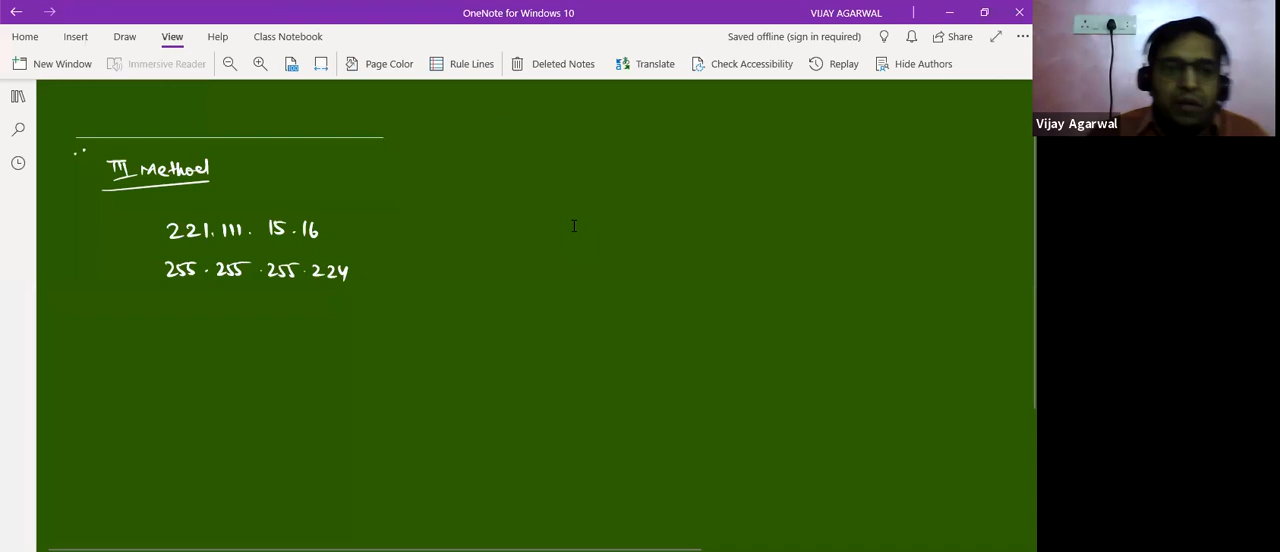 OneNote for Windows 10
VIJAY AGARWAL
Home Insert Draw View Help Class Notebook
Saved offline (sign in required) Share
New Window Immersive Reader Page Color Rule Lines Deleted Notes Translate Check Accessibility Replay Hide Authors
Vijay Agarwal
III Method
221.111.15.16
255.255.255.224